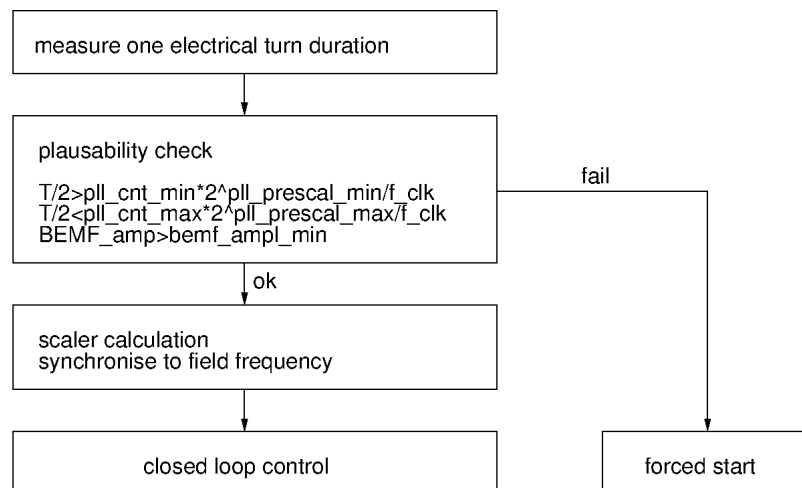 measure one electrical turn duration
plausability check
T/2>pll_cnt_min*2^pll_prescal_min/f_clk
T/2<pll_cnt_max*2^pll_prescal_max/f_clk
BEMF_amp>bemf_ampl_min
fail
ok
scaler calculation
synchronise to field frequency
closed loop control
forced start